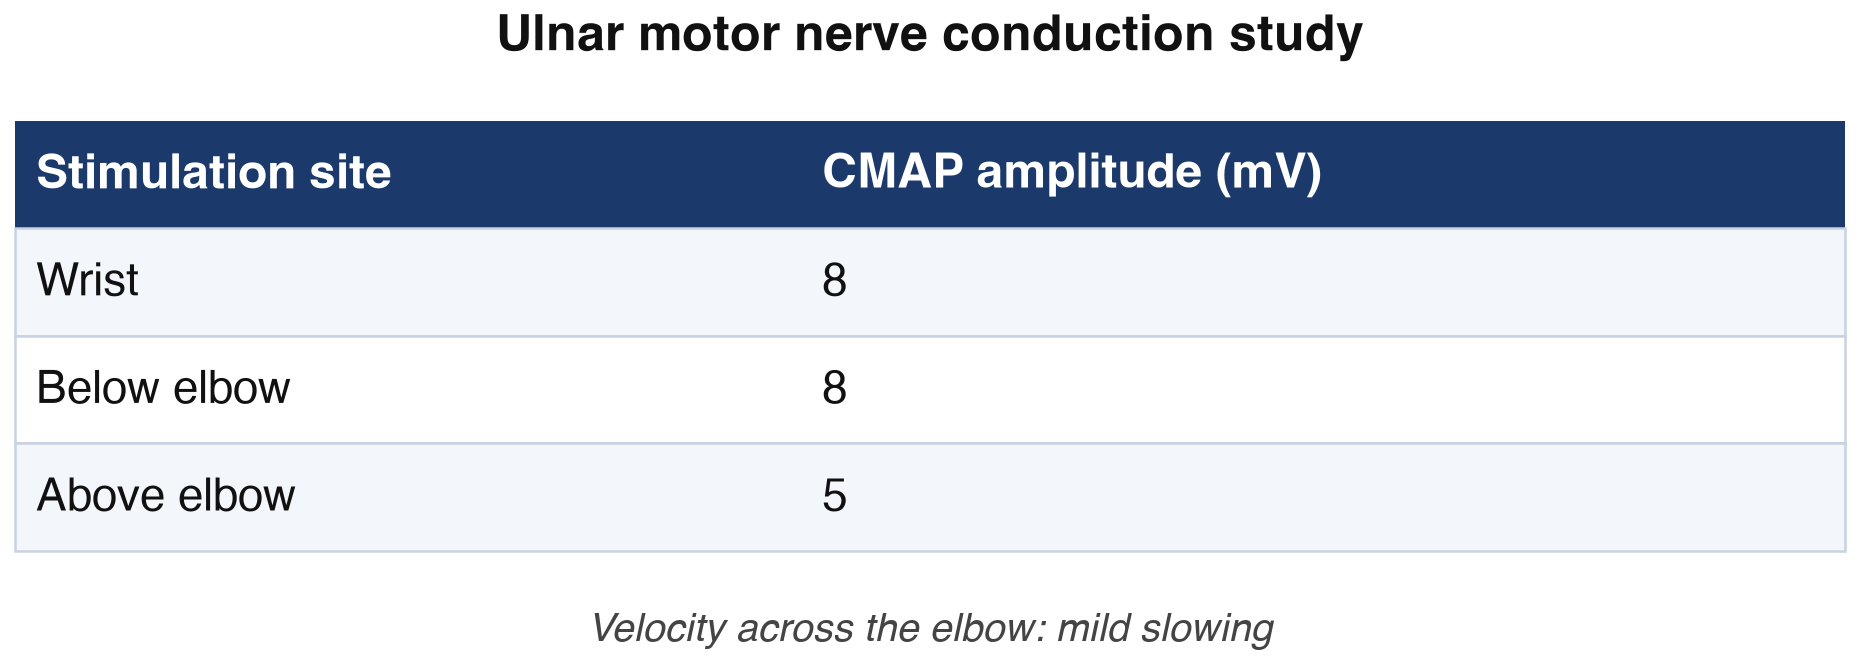 Ulnar motor nerve conduction study
Stimulation site CMAP amplitude (mV)
Wrist 8
Below elbow 8
Above elbow 5
Velocity across the elbow: mild slowing